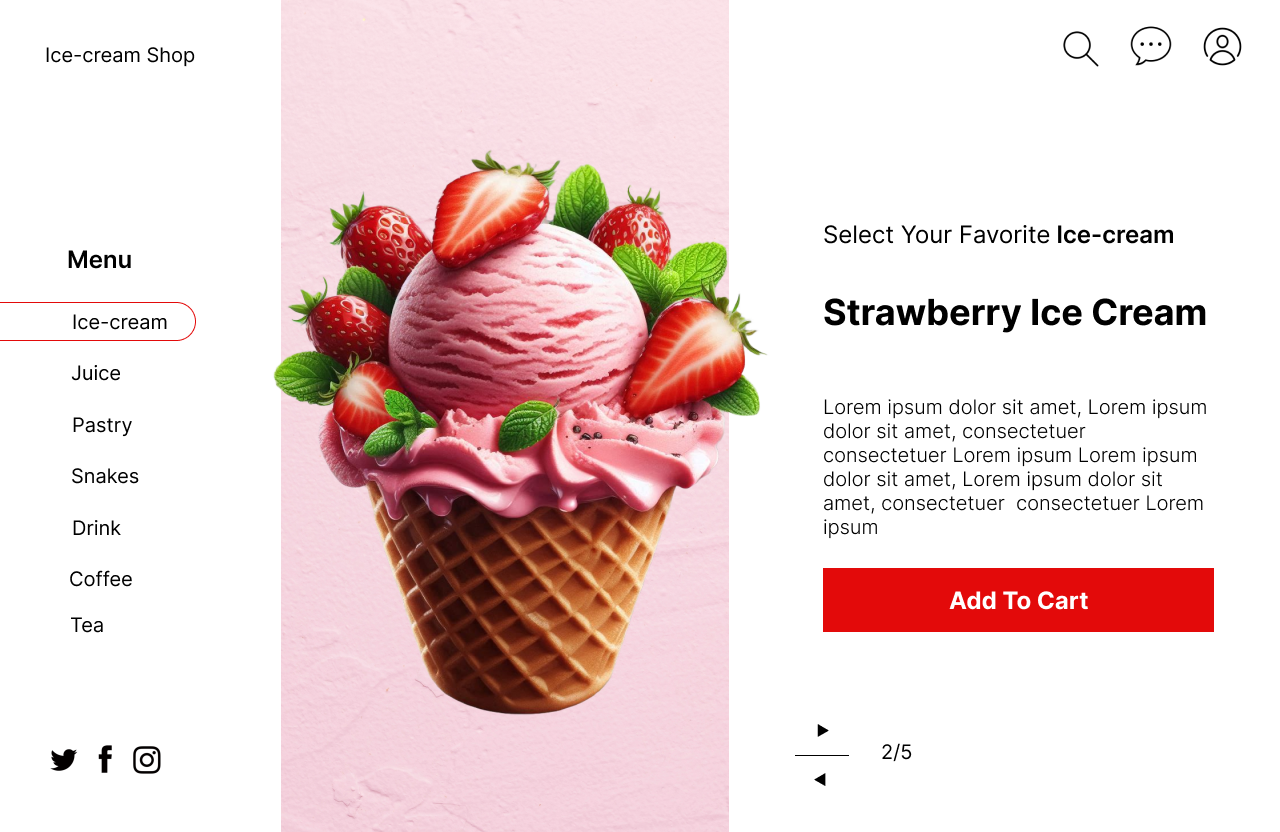 Ice-cream Shop
Menu
Ice-cream
Juice
Pastry
Snakes
Drink
Coffee
Tea
Select Your Favorite Ice-cream
Strawberry Ice Cream
Lorem ipsum dolor sit amet, Lorem ipsum
dolor sit amet, consectetuer
consectetuer Lorem ipsum Lorem ipsum
dolor sit amet, Lorem ipsum dolor sit
amet, consectetuer  consectetuer Lorem
ipsum
Add To Cart
2/5